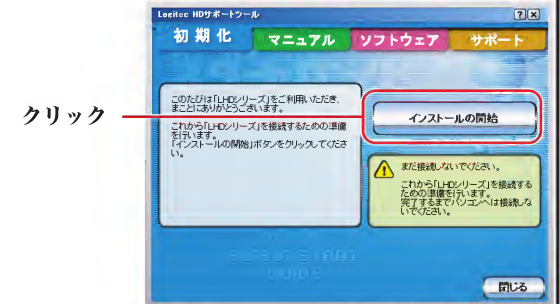 Logitec HDサポートツール
初期化
マニュアル
ソフトウェア
サポート
クリック
このたびは「LHDシリーズ」をご利用いただき、
まことにありがとうございます。
これから「LHDシリーズ」を接続するための準備
を行います。
「インストールの開始」ボタンをクリックしてくださ
い。
インストールの開始
まだ接続しないでください。
これから「LHDシリーズ」を接続する
ための準備を行います。
完了するまでパソコンへは接続しな
いでください。
GUIDE
閉じる